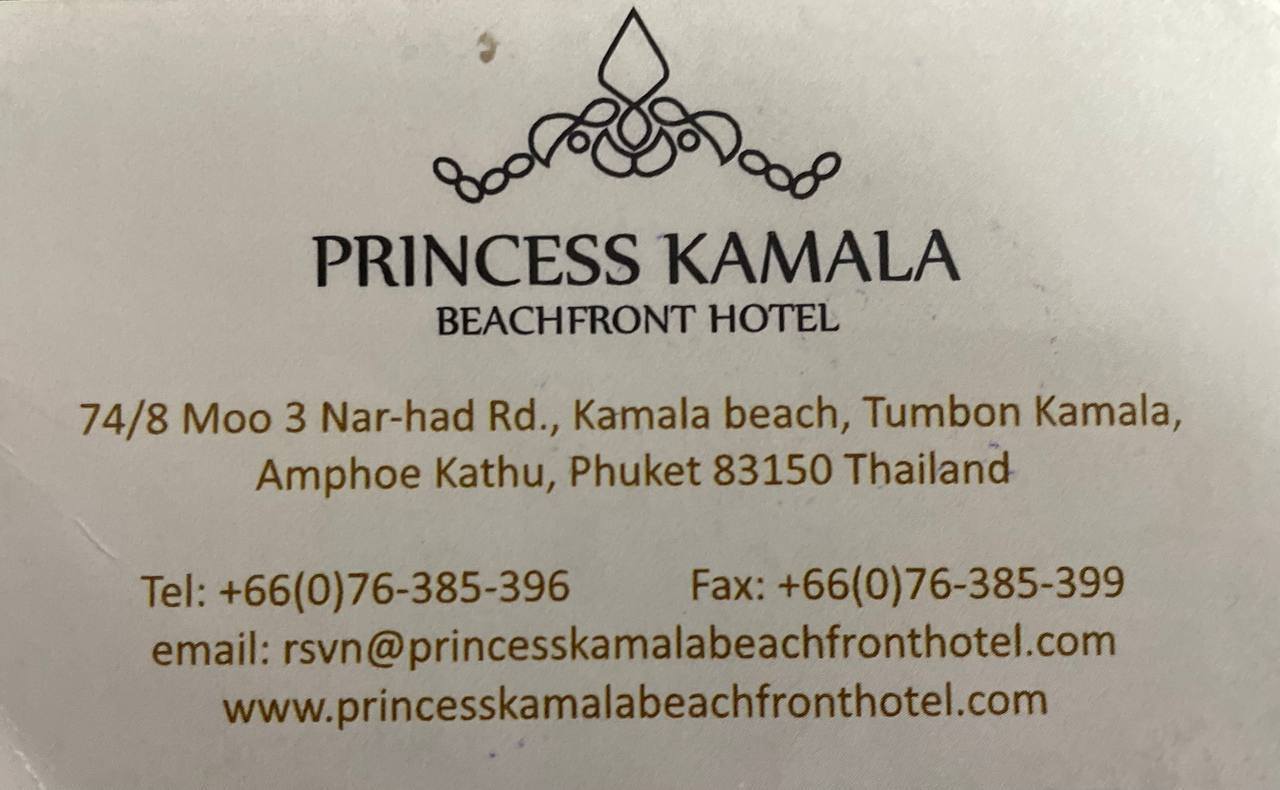 PRINCESS KAMALA
BEACHFRONT HOTEL
74/8 Moo 3 Nar-had Rd., Kamala beach, Tumbon Kamala,
Amphoe Kathu, Phuket 83150 Thailand
Tel: +66(0)76-385-396 Fax: +66(0)76-385-399
email: rsvn@princesskamalabeachfronthotel.com
www.princesskamalabeachfronthotel.com